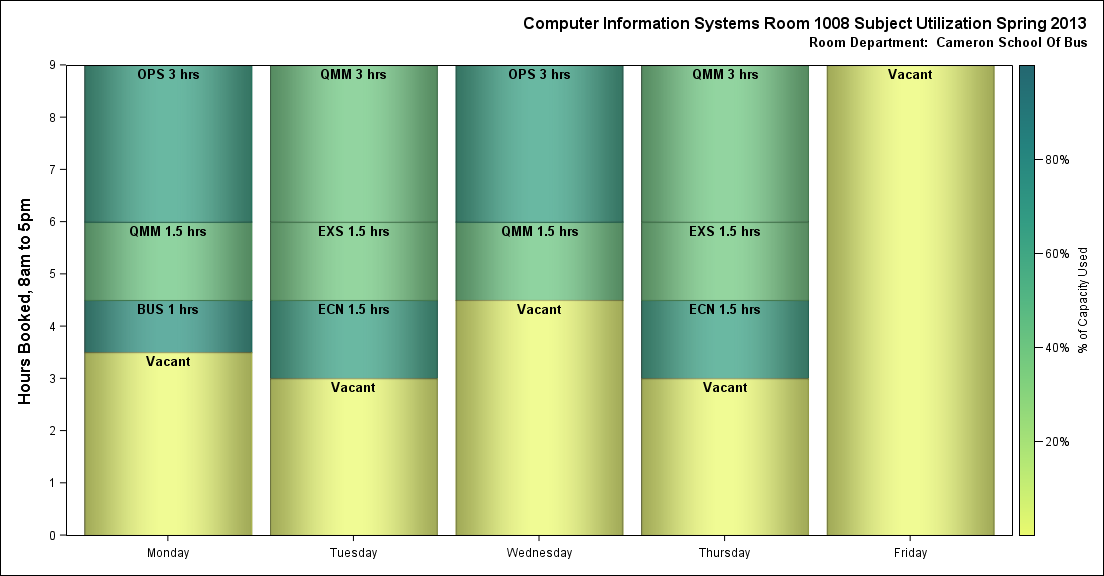 Computer Information Systems Room 1008 Subject Utilization Spring 2013
Room Department:  Cameron School Of Bus
Hours Booked, 8am to 5pm
9
8
7
6
5
4
3
2
1
0
OPS 3 hrs
QMM 1.5 hrs
BUS 1 hrs
Vacant
QMM 3 hrs
EXS 1.5 hrs
ECN 1.5 hrs
Vacant
OPS 3 hrs
QMM 1.5 hrs
Vacant
QMM 3 hrs
EXS 1.5 hrs
ECN 1.5 hrs
Vacant
Vacant
Monday
Tuesday
Wednesday
Thursday
Friday
80%
60%
40%
20%
% of Capacity Used